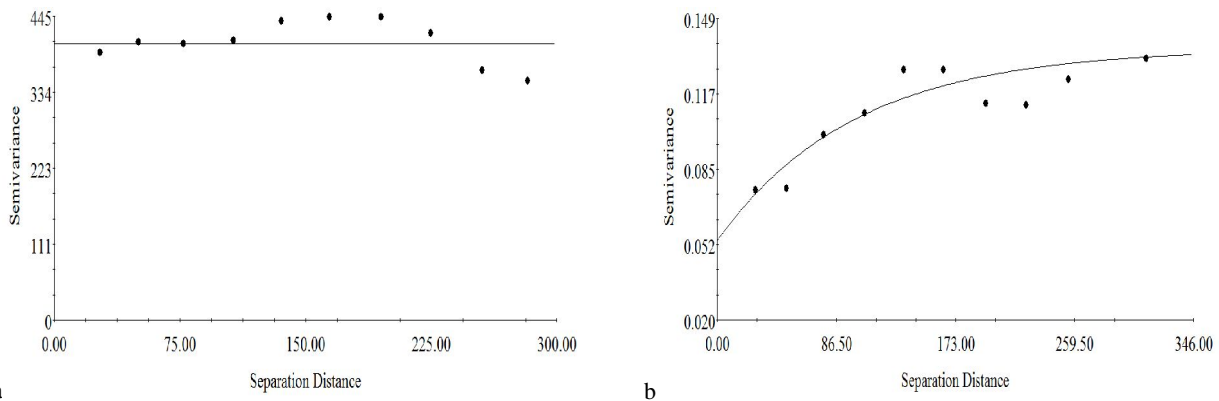 445
334
223
111
0
Semivariance
0.00 75.00 150.00 225.00 300.00
Separation Distance
0.149
0.117
0.085
0.052
0.020
Semivariance
0.00 86.50 173.00 259.50 346.00
Separation Distance
b